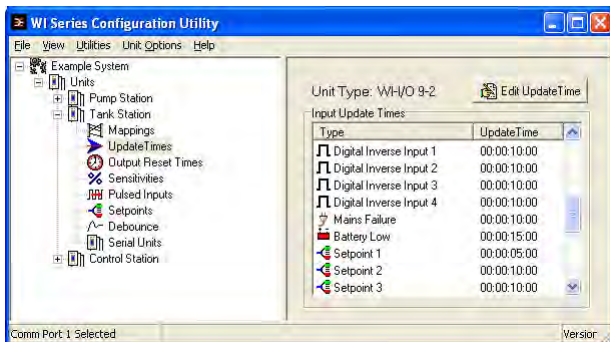 WI Series Configuration Utility
File View Utilities Unit Options Help
Example System
Units
Pump Station
Tank Station
Mappings
UpdateTimes
Output Reset Times
Sensitivities
Pulsed Inputs
Setpoints
Debounce
Serial Units
Control Station
Unit Type: WI-I/O 9-2
Edit UpdateTime
Input Update Times
Type UpdateTime
Digital Inverse Input 1 00:00:10:00
Digital Inverse Input 2 00:00:10:00
Digital Inverse Input 3 00:00:10:00
Digital Inverse Input 4 00:00:10:00
Mains Failure 00:00:10:00
Battery Low 00:00:15:00
Setpoint 1 00:00:05:00
Setpoint 2 00:00:10:00
Setpoint 3 00:00:10:00
Comm Port 1 Selected Versior